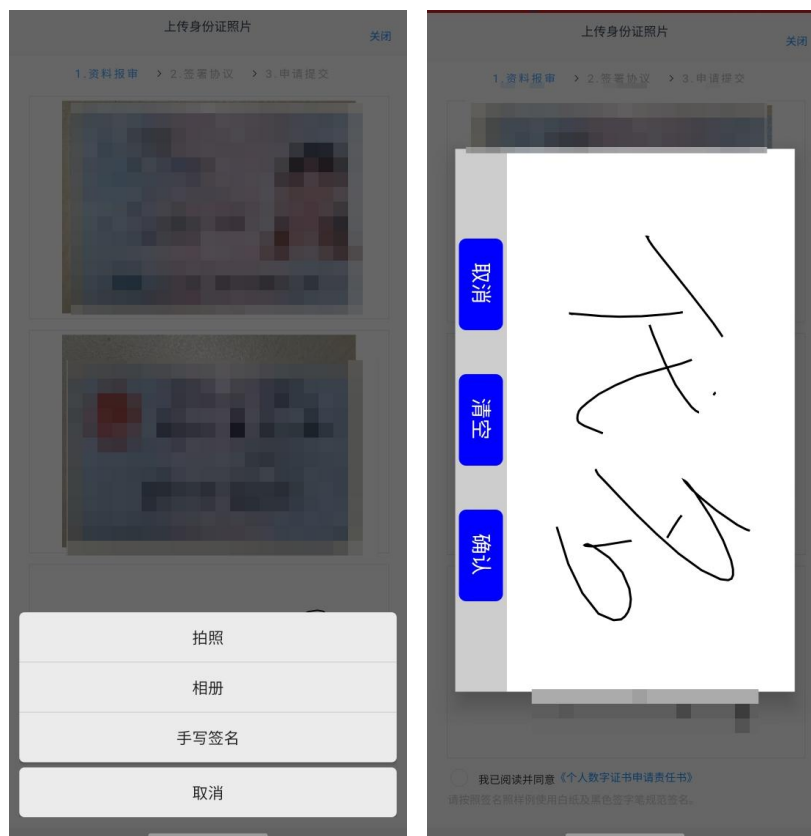 上传身份证照片
关闭
1.资料报审 > 2.签署协议 > 3.申请提交
拍照
相册
手写签名
取消
上传身份证照片
关闭
1.资料报审 > 2.签署协议 > 3.申请提交
取消
清空
确认
我已阅读并同意《个人数字证书申请责任书》
请按照签名照样例使用白纸及黑色签字笔规范签名。